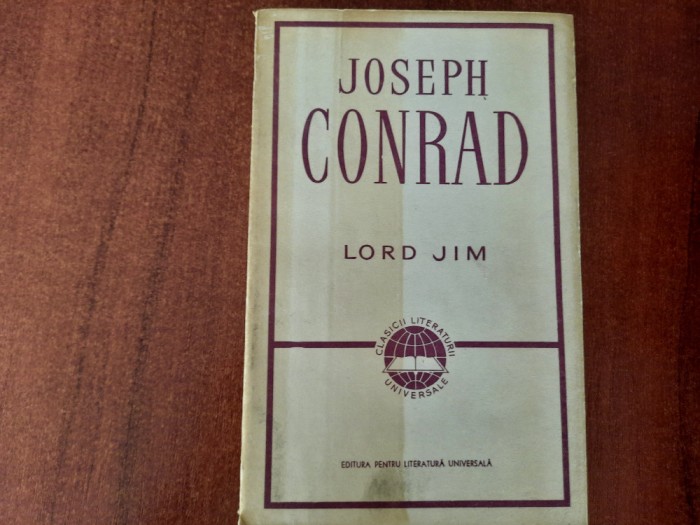 JOSEPH
CONRAD
LORD JIM
CLASICII LITERATURII
UNIVERSALE
EDITURA PENTRU LITERATURĂ UNIVERSALĂ